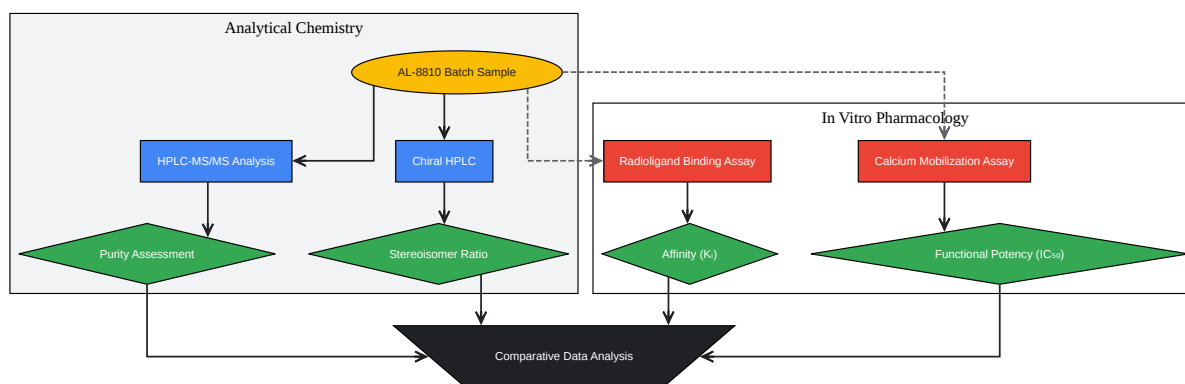 Analytical Chemistry
AL-8810 Batch Sample
In Vitro Pharmacology
HPLC-MS/MS Analysis
Chiral HPLC
Radioligand Binding Assay
Calcium Mobilization Assay
Purity Assessment
Stereoisomer Ratio
Affinity (Kᵢ)
Functional Potency (IC₅₀)
Comparative Data Analysis